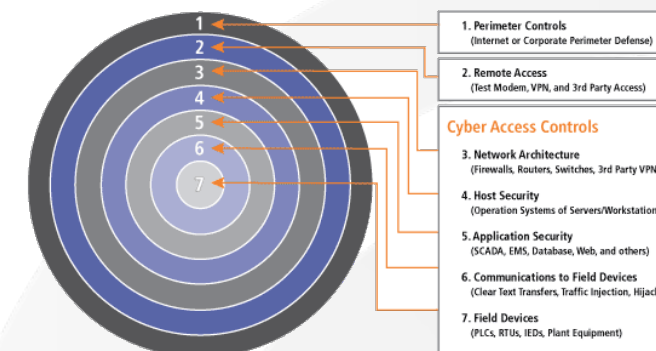 1
2
3
4
5
6
7
1. Perimeter Controls
(Internet or Corporate Perimeter Defense)
2. Remote Access
(Test Modem, VPN, and 3rd Party Access)
Cyber Access Controls
3. Network Architecture
(Firewalls, Routers, Switches, 3rd Party VPN
4. Host Security
(Operation Systems of Servers/Workstation
5. Application Security
(SCADA, EMS, Database, Web, and others)
6. Communications to Field Devices
(Clear Text Transfers, Traffic Injection, Hijac
7. Field Devices
(PLCs, RTUs, IEDs, Plant Equipment)